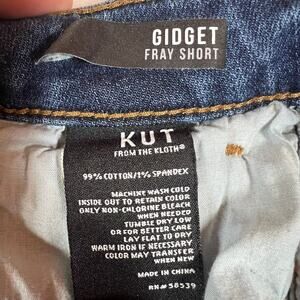 GIDGET
FRAY SHORT
KUT
FROM THE KLOTH®
99% COTTON/1% SPANDEX
MACHINE WASH COLD
INSIDE OUT TO RETAIN COLOR
ONLY NON-CHLORINE BLEACH
WHEN NEEDED
TUMBLE DRY LOW
OR FOR BETTER CARE
LAY FLAT TO DRY
WARM IRON IF NECESSARY
COLOR MAY TRANSFER
WHEN NEW
MADE IN CHINA
RN# 58539